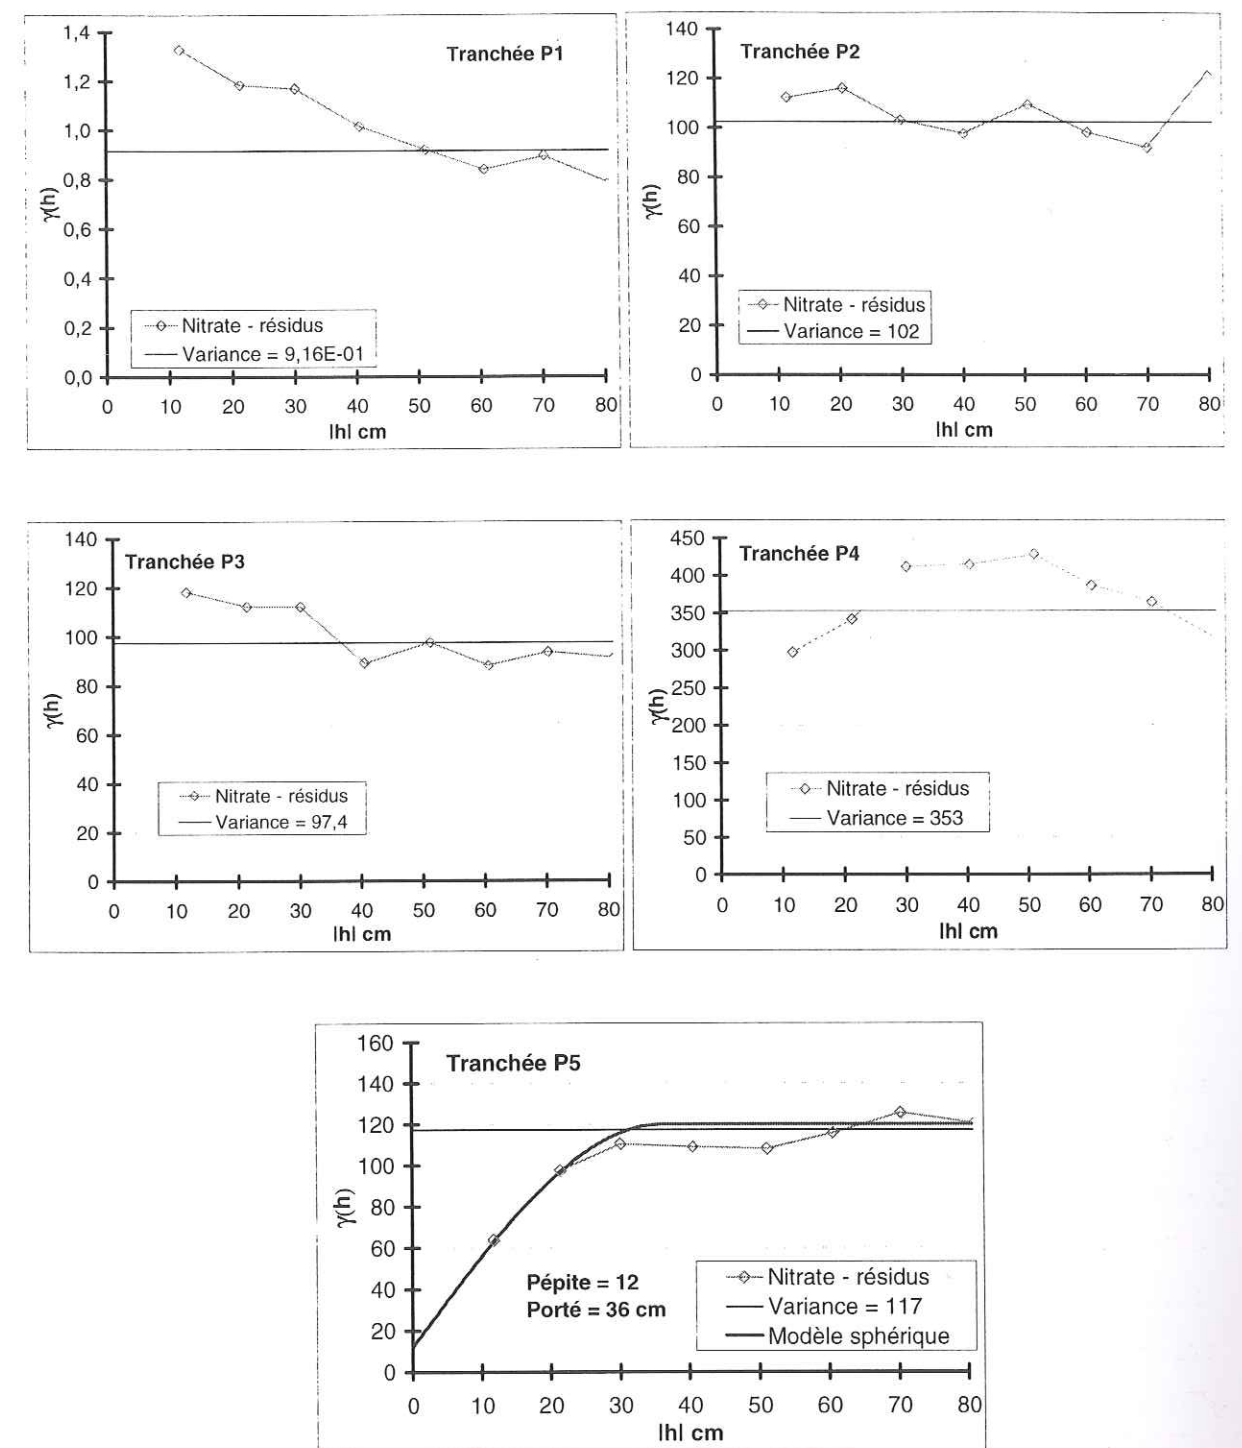 Tranchée P1
1,4
1,2
1,0
0,8
0,6
0,4
0,2
0,0
γ(h)
Nitrate - résidus
Variance = 9,16E-01
0 10 20 30 40 50 60 70 80
lhl cm
Tranchée P2
140
120
100
80
60
40
20
0
γ(h)
Nitrate - résidus
Variance = 102
0 10 20 30 40 50 60 70 80
lhl cm
Tranchée P3
140
120
100
80
60
40
20
0
γ(h)
Nitrate - résidus
Variance = 97,4
0 10 20 30 40 50 60 70 80
lhl cm
Tranchée P4
450
400
350
300
250
200
150
100
50
0
γ(h)
Nitrate - résidus
Variance = 353
0 10 20 30 40 50 60 70 80
lhl cm
Tranchée P5
160
140
120
100
80
60
40
20
0
γ(h)
Pépite = 12
Porté = 36 cm
Nitrate - résidus
Variance = 117
Modèle sphérique
0 10 20 30 40 50 60 70 80
lhl cm